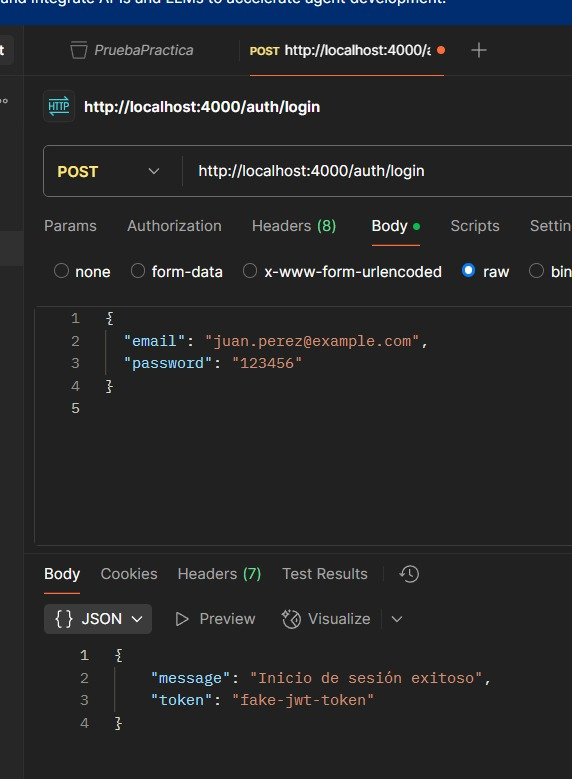 and integrate APIs and LLMs to accelerate agent development.
PruebaPractica
POST http://localhost:4000/a
HTTP http://localhost:4000/auth/login
POST http://localhost:4000/auth/login
Params Authorization Headers (8) Body Scripts Settin
none form-data x-www-form-urlencoded raw bin
1 {
2 "email": "juan.perez@example.com",
3 "password": "123456"
4 }
5
Body Cookies Headers (7) Test Results
{} JSON Preview Visualize
1 {
2 "message": "Inicio de sesión exitoso",
3 "token": "fake-jwt-token"
4 }